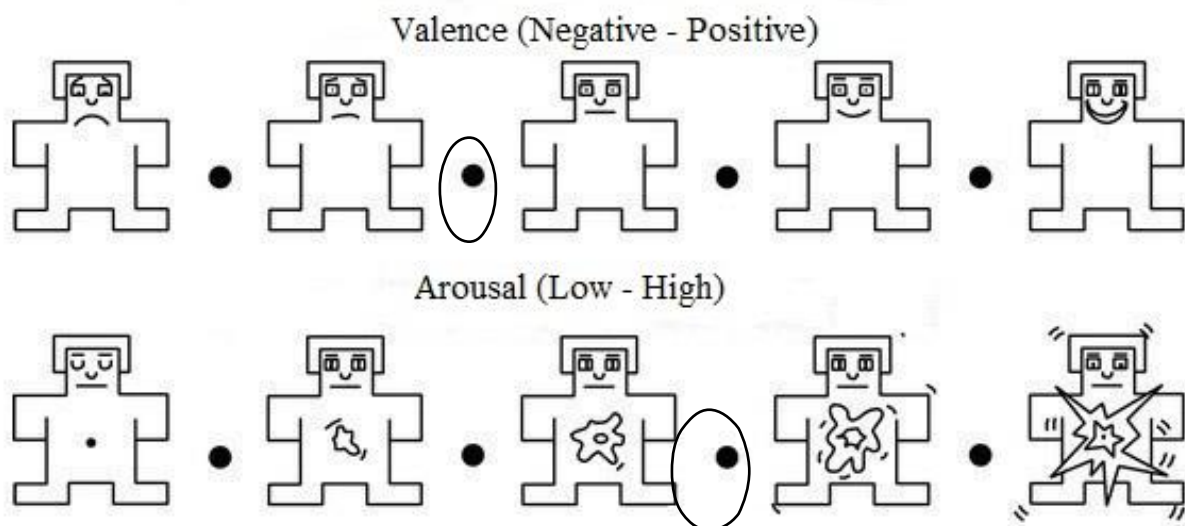 Valence (Negative - Positive)
Arousal (Low - High)